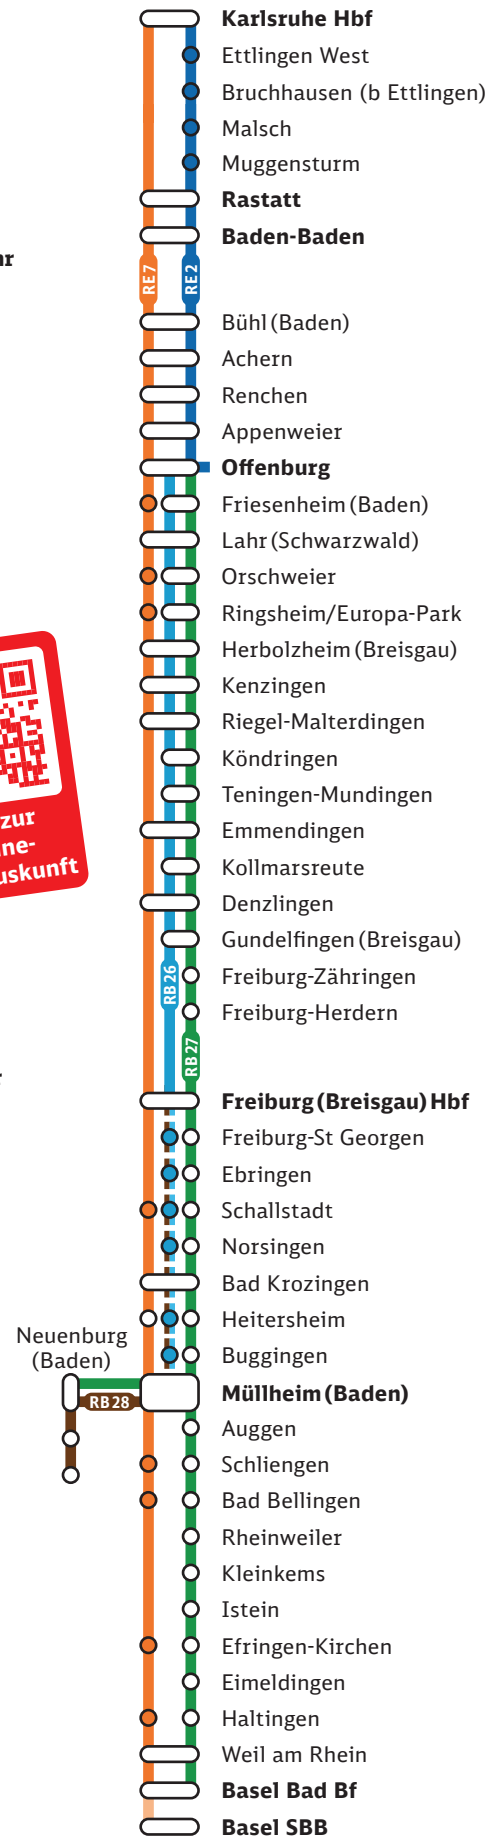 Karlsruhe Hbf
Ettlingen West
Bruchhausen (b Ettlingen)
Malsch
Muggensturm
Rastatt
Baden-Baden
RE 7
RE 2
Bühl (Baden)
Achern
Renchen
Appenweier
Offenburg
Friesenheim (Baden)
Lahr (Schwarzwald)
Orschweier
Ringsheim/Europa-Park
Herbolzheim (Breisgau)
Kenzingen
Riegel-Malterdingen
Köndringen
Teningen-Mundingen
zur
ne-
uskunft
Emmendingen
Kollmarsreute
Denzlingen
Gundelfingen (Breisgau)
RB 26
Freiburg-Zähringen
Freiburg-Herdern
RB 27
Freiburg (Breisgau) Hbf
Freiburg-St Georgen
Ebringen
Schallstadt
Norsingen
Bad Krozingen
Heitersheim
Neuenburg
(Baden)
Buggingen
RB 28
Müllheim (Baden)
Auggen
Schliengen
Bad Bellingen
Rheinweiler
Kleinkems
Istein
Efringen-Kirchen
Eimeldingen
Haltingen
Weil am Rhein
Basel Bad Bf
Basel SBB